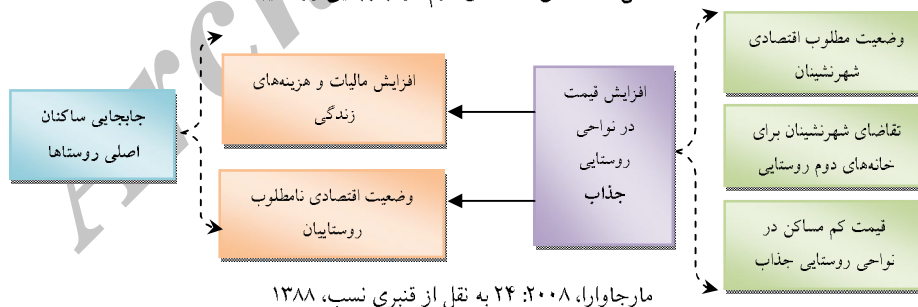 وضعیت مطلوب اقتصادی
شهرنشینان
تقاضای شهرنشینان برای
خانه‌های دوم روستایی
قیمت کم مساکن در
نواحی روستایی جذاب
افزایش قیمت
در نواحی
روستایی
جذاب
افزایش مالیات و هزینه‌های
زندگی
وضعیت اقتصادی نامطلوب
روستاییان
جابجایی ساکنان
اصلی روستاها
مارجاوارا، ۲۰۰۸: ۲۴ به نقل از قنبری نسب، ۱۳۸۸